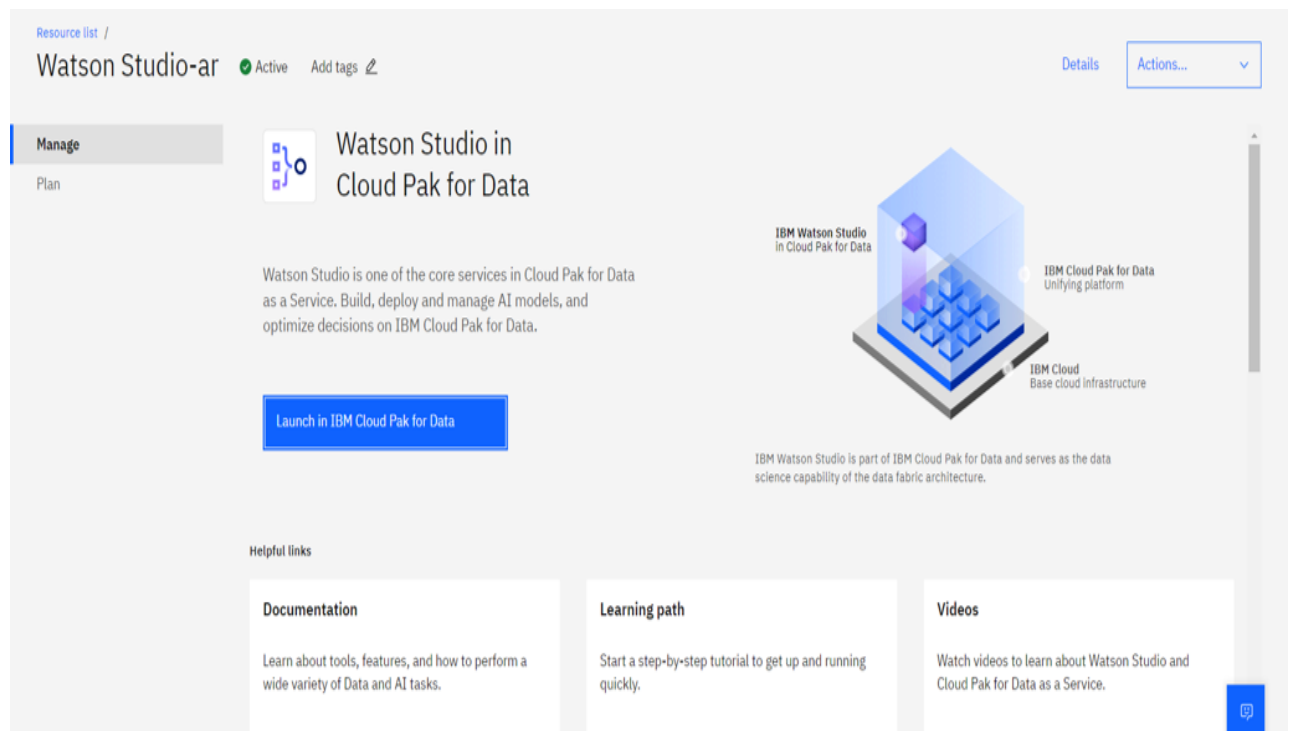 Resource list /
Watson Studio-ar
Active
Add tags
Details
Actions...
Manage
Plan
Watson Studio in
Cloud Pak for Data
Watson Studio is one of the core services in Cloud Pak for Data
as a Service. Build, deploy and manage AI models, and
optimize decisions on IBM Cloud Pak for Data.
Launch in IBM Cloud Pak for Data
IBM Watson Studio
in Cloud Pak for Data
IBM Cloud Pak for Data
Unifying platform
IBM Cloud
Base cloud infrastructure
IBM Watson Studio is part of IBM Cloud Pak for Data and serves as the data
science capability of the data fabric architecture.
Helpful links
Documentation
Learn about tools, features, and how to perform a
wide variety of Data and AI tasks.
Learning path
Start a step-by-step tutorial to get up and running
quickly.
Videos
Watch videos to learn about Watson Studio and
Cloud Pak for Data as a Service.